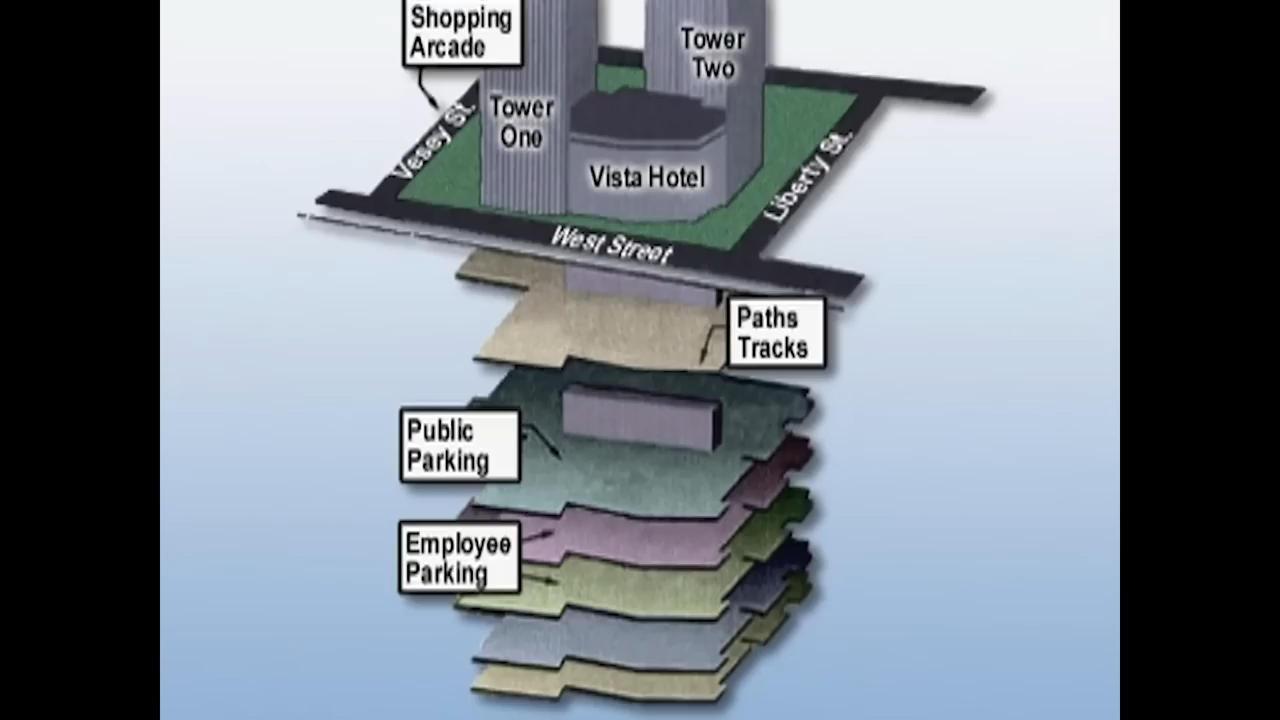 Shopping
Arcade
Tower
Two
Tower
One
Vesey St.
Vista Hotel
Liberty St.
West Street
Paths
Tracks
Public
Parking
Employee
Parking